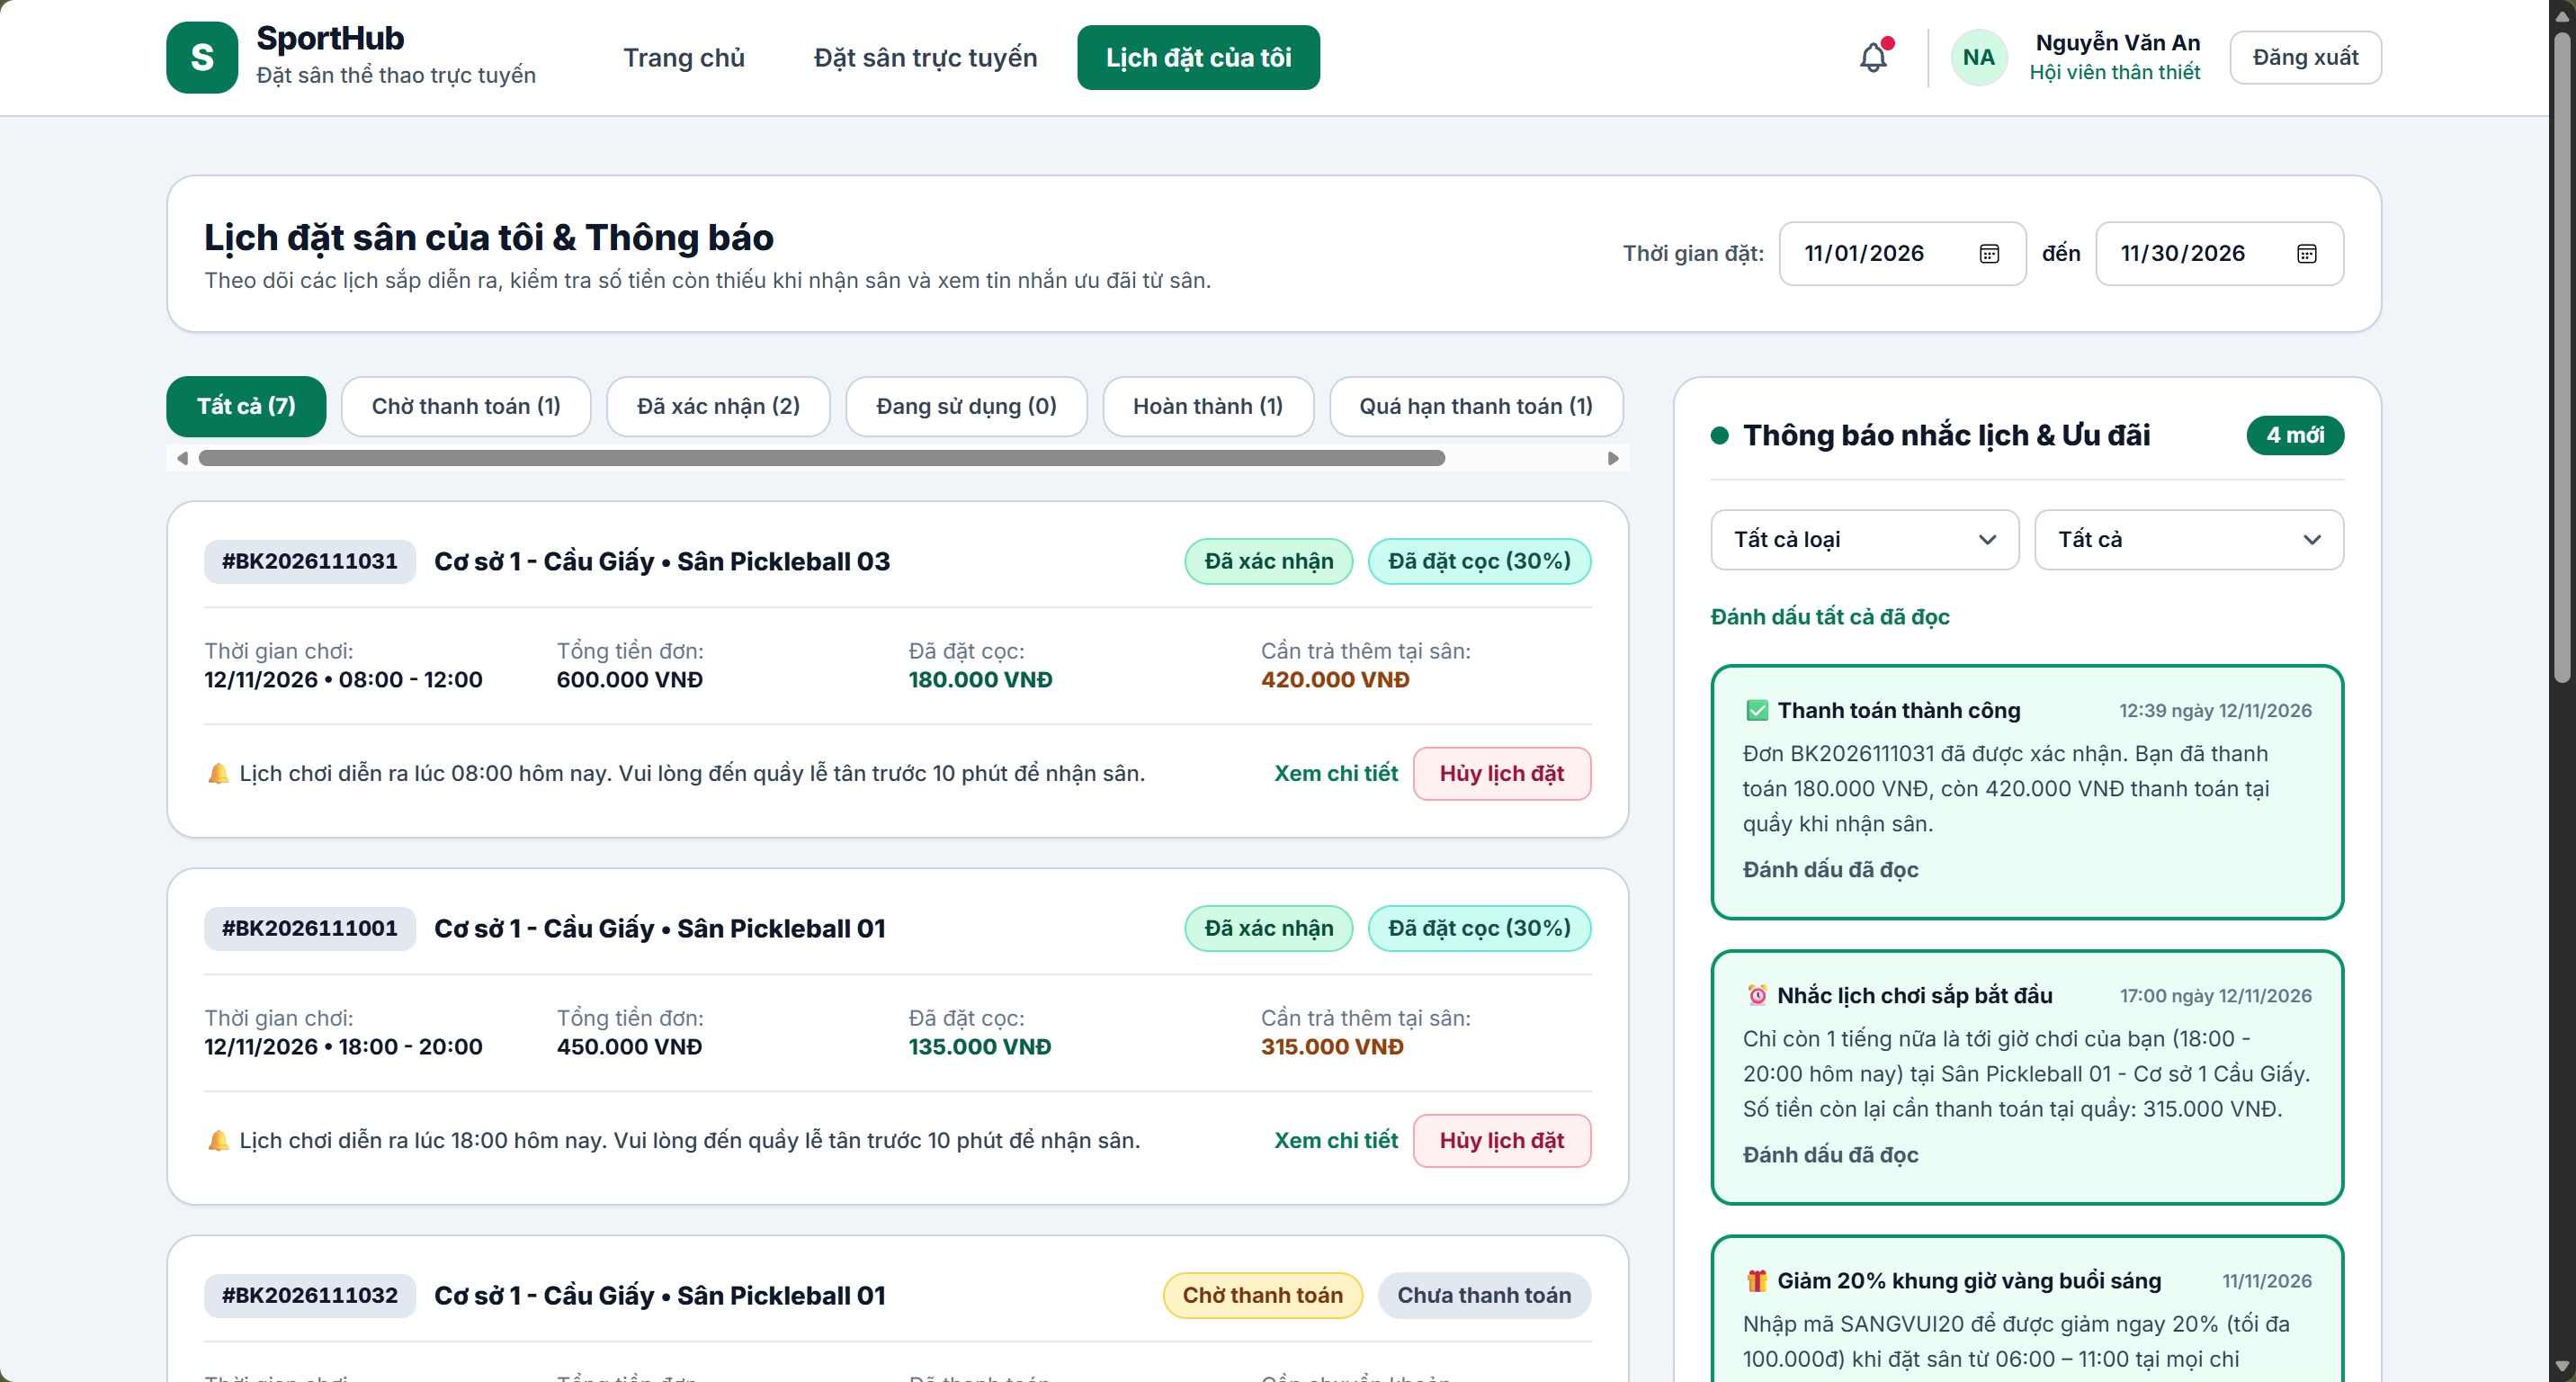 S
SportHub
Đặt sân thể thao trực tuyến
Trang chủ
Đặt sân trực tuyến
Lịch đặt của tôi
NA
Nguyễn Văn An
Hội viên thân thiết
Đăng xuất
Lịch đặt sân của tôi & Thông báo
Theo dõi các lịch sắp diễn ra, kiểm tra số tiền còn thiếu khi nhận sân và xem tin nhắn ưu đãi từ sân.
Thời gian đặt:
11/01/2026
đến
11/30/2026
Tất cả (7)
Chờ thanh toán (1)
Đã xác nhận (2)
Đang sử dụng (0)
Hoàn thành (1)
Quá hạn thanh toán (1)
#BK2026111031
Cơ sở 1 - Cầu Giấy • Sân Pickleball 03
Đã xác nhận
Đã đặt cọc (30%)
Thời gian chơi:
12/11/2026 • 08:00 - 12:00
Tổng tiền đơn:
600.000 VNĐ
Đã đặt cọc:
180.000 VNĐ
Cần trả thêm tại sân:
420.000 VNĐ
🔔 Lịch chơi diễn ra lúc 08:00 hôm nay. Vui lòng đến quầy lễ tân trước 10 phút để nhận sân.
Xem chi tiết
Hủy lịch đặt
#BK2026111001
Cơ sở 1 - Cầu Giấy • Sân Pickleball 01
Đã xác nhận
Đã đặt cọc (30%)
Thời gian chơi:
12/11/2026 • 18:00 - 20:00
Tổng tiền đơn:
450.000 VNĐ
Đã đặt cọc:
135.000 VNĐ
Cần trả thêm tại sân:
315.000 VNĐ
🔔 Lịch chơi diễn ra lúc 18:00 hôm nay. Vui lòng đến quầy lễ tân trước 10 phút để nhận sân.
Xem chi tiết
Hủy lịch đặt
#BK2026111032
Cơ sở 1 - Cầu Giấy • Sân Pickleball 01
Chờ thanh toán
Chưa thanh toán
Thông báo nhắc lịch & Ưu đãi
4 mới
Tất cả loại
Tất cả
Đánh dấu tất cả đã đọc
✅ Thanh toán thành công
12:39 ngày 12/11/2026
Đơn BK2026111031 đã được xác nhận. Bạn đã thanh
toán 180.000 VNĐ, còn 420.000 VNĐ thanh toán tại
quầy khi nhận sân.
Đánh dấu đã đọc
⏰ Nhắc lịch chơi sắp bắt đầu
17:00 ngày 12/11/2026
Chỉ còn 1 tiếng nữa là tới giờ chơi của bạn (18:00 -
20:00 hôm nay) tại Sân Pickleball 01 - Cơ sở 1 Cầu Giấy.
Số tiền còn lại cần thanh toán tại quầy: 315.000 VNĐ.
Đánh dấu đã đọc
🎁 Giảm 20% khung giờ vàng buổi sáng
11/11/2026
Nhập mã SANGVUI20 để được giảm ngay 20% (tối đa
100.000đ) khi đặt sân từ 06:00 – 11:00 tại mọi chi